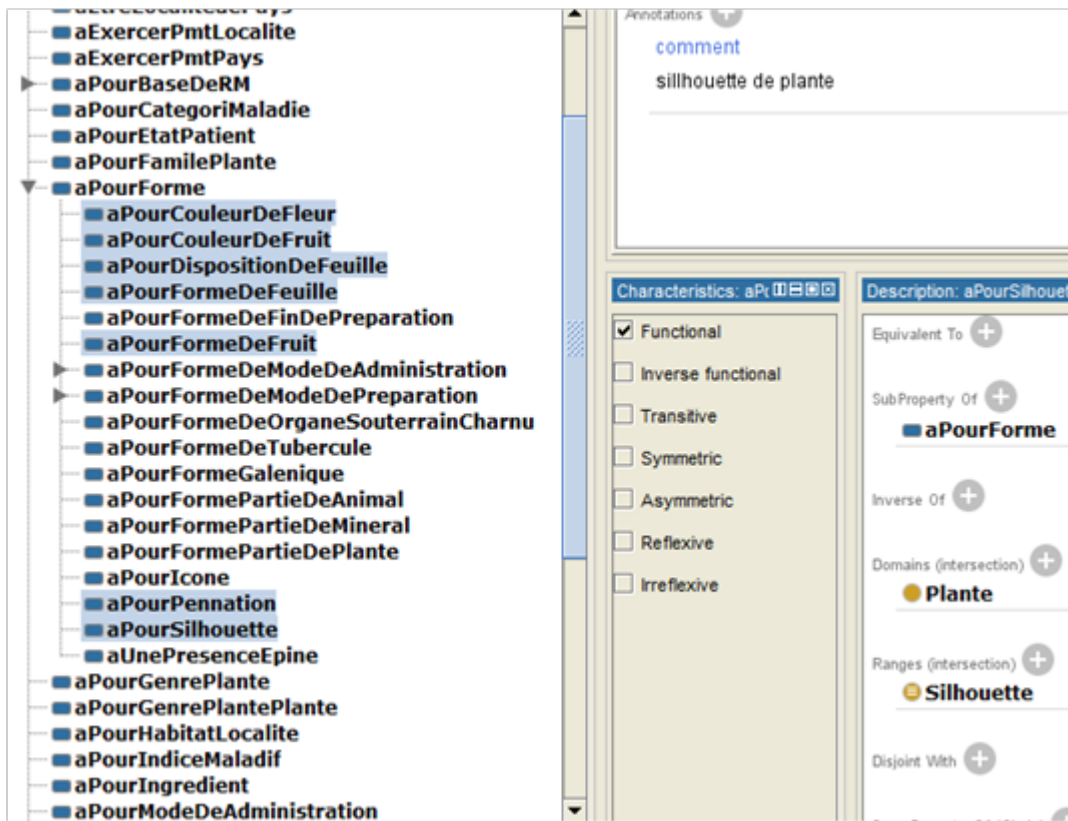 aExercerPmtLocalite
aExercerPmtPays
aPourBaseDeRM
aPourCategoriMaladie
aPourEtatPatient
aPourFamilePlante
aPourForme
aPourCouleurDeFleur
aPourCouleurDeFruit
aPourDispositionDeFeuille
aPourFormeDeFeuille
aPourFormeDeFinDePreparation
aPourFormeDeFruit
aPourFormeDeModeDeAdministration
aPourFormeDeModeDePreparation
aPourFormeDeOrganeSouterrainCharnu
aPourFormeDeTubercule
aPourFormeGalenique
aPourFormePartieDeAnimal
aPourFormePartieDeMineral
aPourFormePartieDePlante
aPourIcone
aPourPennation
aPourSilhouette
aUnePresenceEpine
aPourGenrePlante
aPourGenrePlantePlante
aPourHabitatLocalite
aPourIndiceMaladif
aPourIngredient
aPourModeDeAdministration
Annotations
comment
sillhouette de plante
Characteristics: aPo
Functional
Inverse functional
Transitive
Symmetric
Asymmetric
Reflexive
Irreflexive
Description: aPourSilhouet
Equivalent To
SubProperty Of
aPourForme
Inverse Of
Domains (intersection)
Plante
Ranges (intersection)
Silhouette
Disjoint With